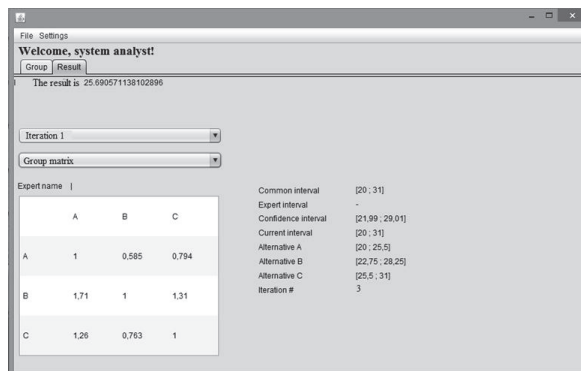 File Settings
Welcome, system analyst!
Group Result
The result is 25.690571138102896
Iteration 1
Group matrix
Expert name |
A B C
A 1 0,585 0,794
B 1,71 1 1,31
C 1,26 0,763 1
Common interval [20 ; 31]
Expert interval -
Confidence interval [21,99 ; 29,01]
Current interval [20 ; 31]
Alternative A [20 ; 25,5]
Alternative B [22,75 ; 28,25]
Alternative C [25,5 ; 31]
Iteration # 3